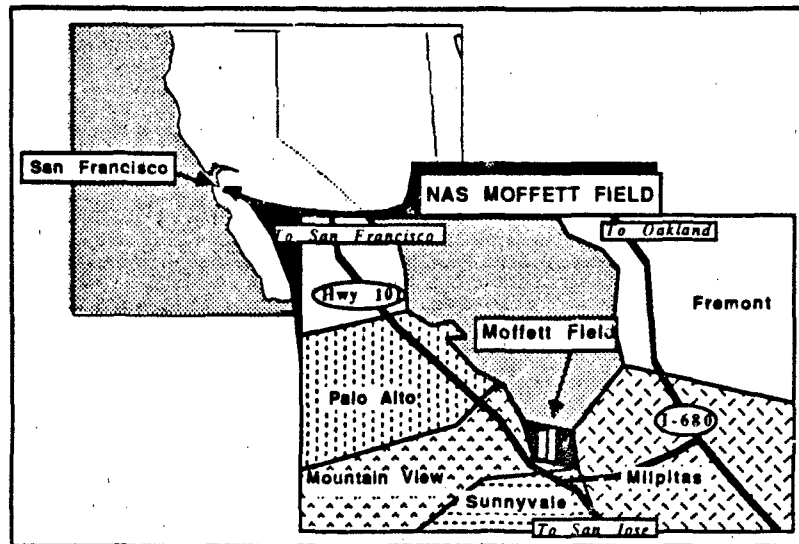 San Francisco
NAS MOFFETT FIELD
To San Francisco
To Oakland
Hwy 101
Fremont
Moffett Field
Palo Alto
I-680
Mountain View
Milpitas
Sunnyvale
To San Jose